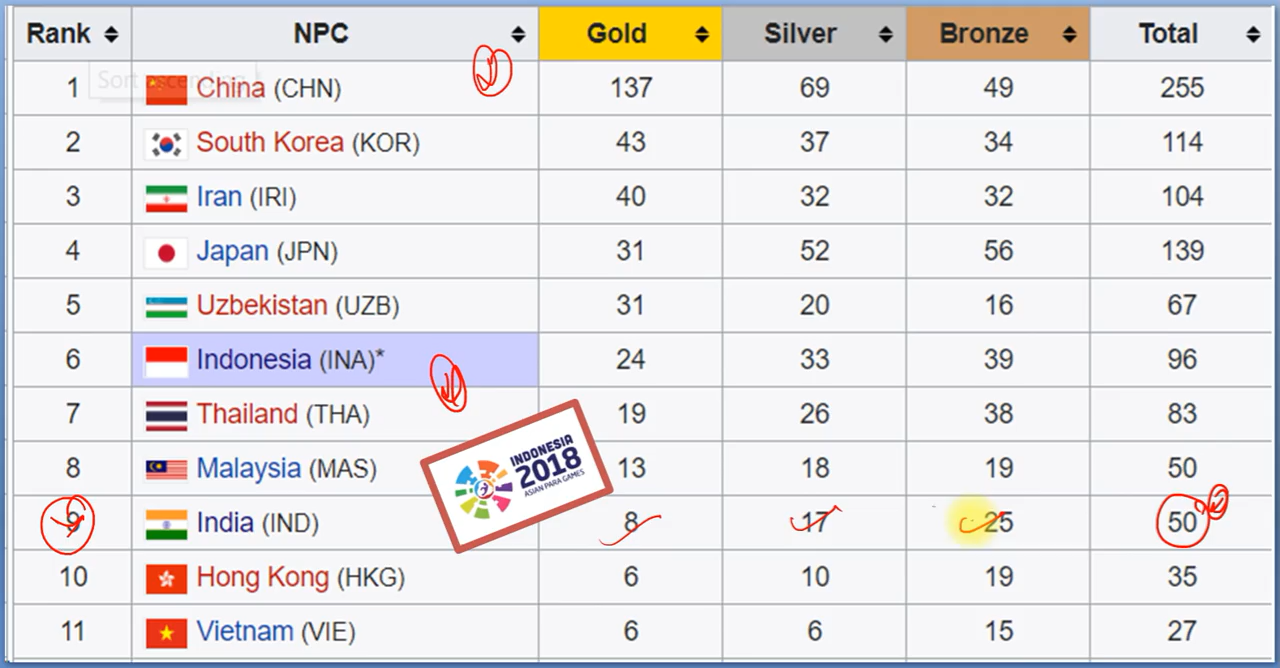 Rank NPC Gold Silver Bronze Total
1 China (CHN) 137 69 49 255
2 South Korea (KOR) 43 37 34 114
3 Iran (IRI) 40 32 32 104
4 Japan (JPN) 31 52 56 139
5 Uzbekistan (UZB) 31 20 16 67
6 Indonesia (INA)* 24 33 39 96
7 Thailand (THA) 19 26 38 83
8 Malaysia (MAS) 13 18 19 50
INDONESIA
2018
ASIAN PARA GAMES
9 India (IND) 8 17 25 50
10 Hong Kong (HKG) 6 10 19 35
11 Vietnam (VIE) 6 6 15 27